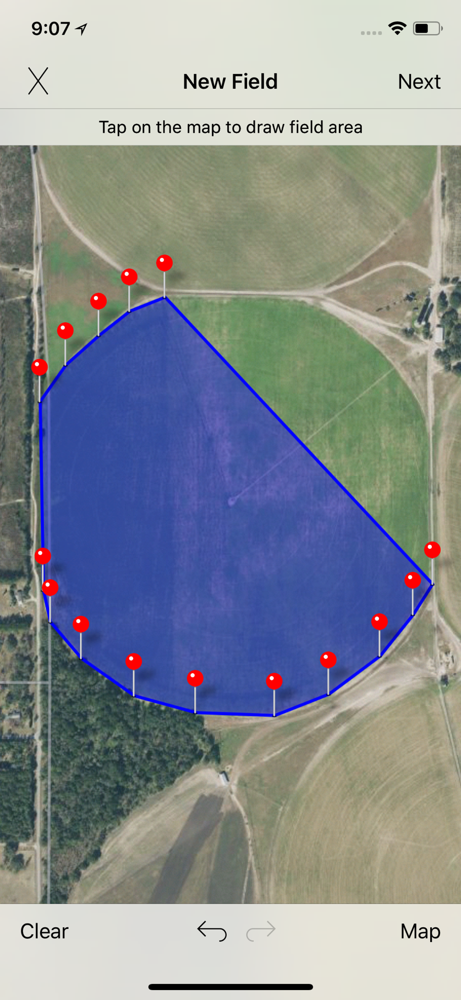 9:07
New Field
Next
Tap on the map to draw field area
Clear
Map